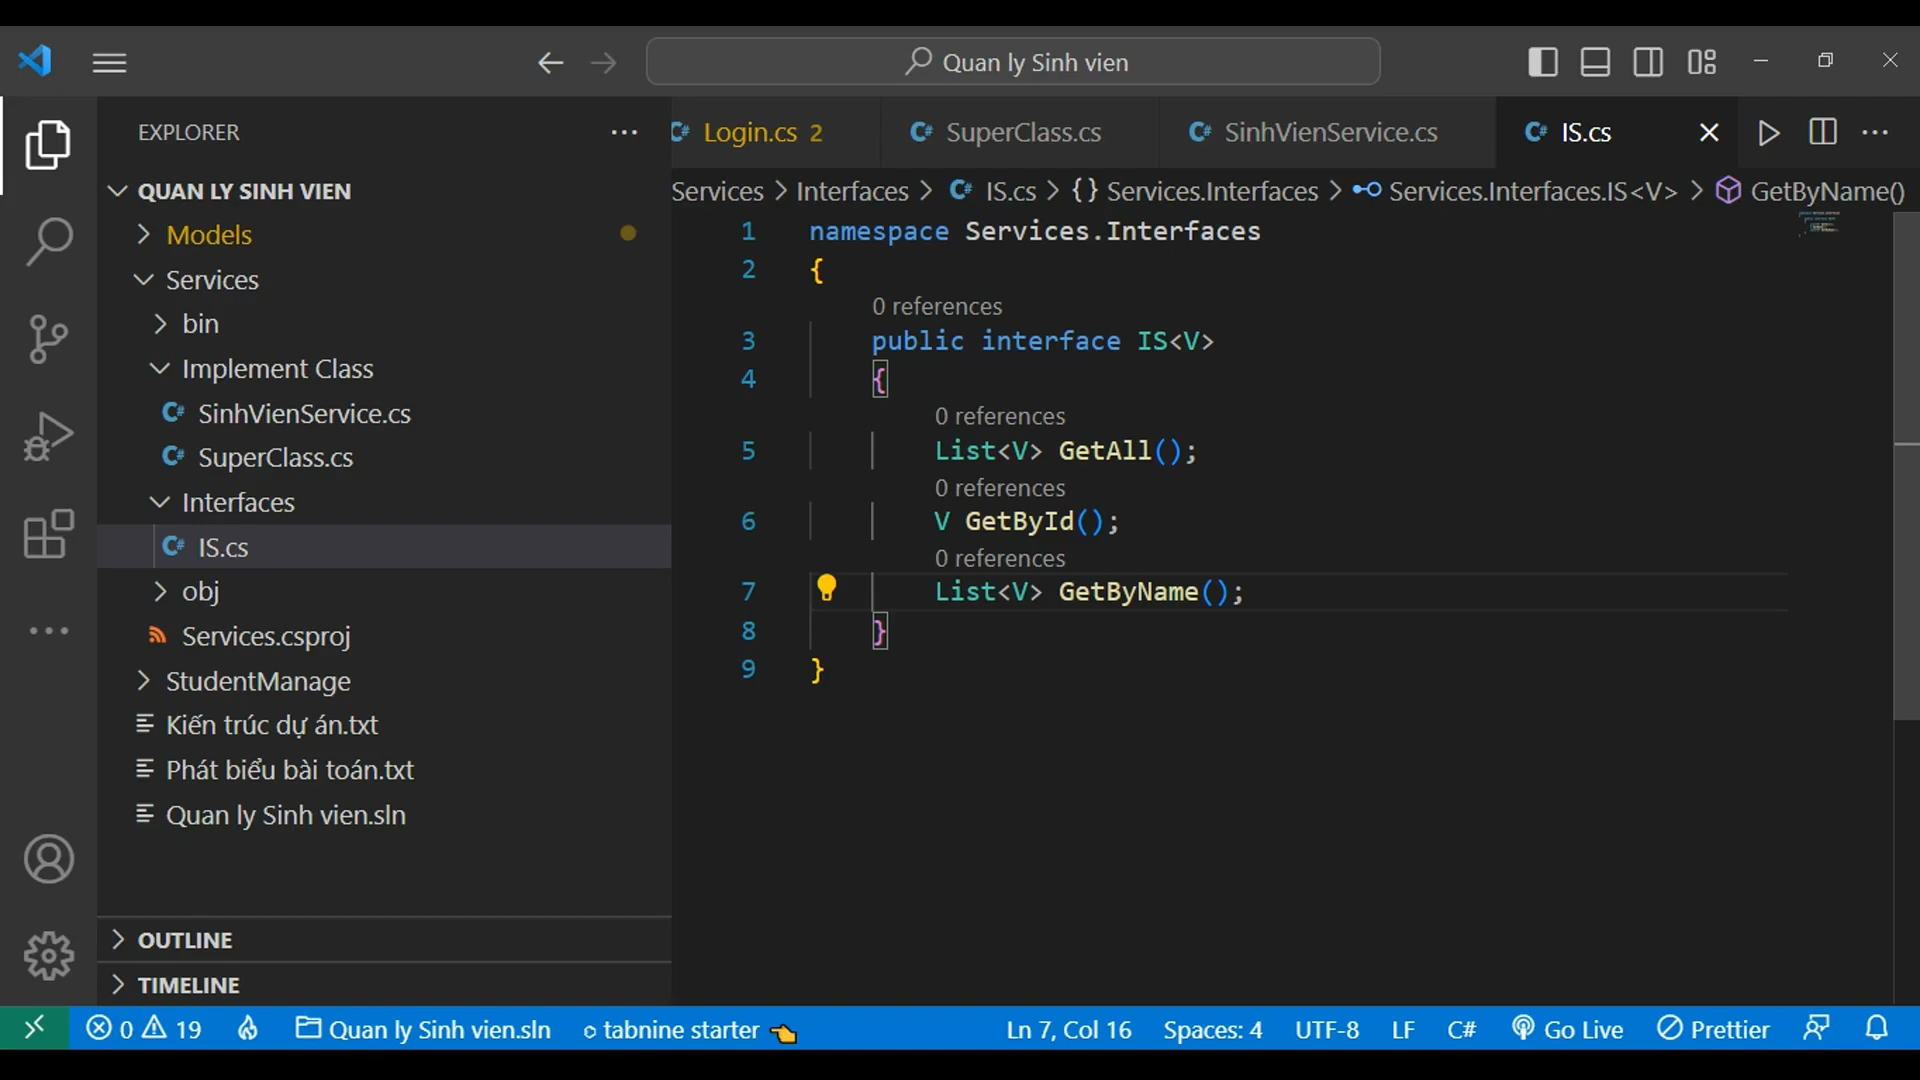 Quan ly Sinh vien
EXPLORER
QUAN LY SINH VIEN
Models
Services
bin
Implement Class
SinhVienService.cs
SuperClass.cs
Interfaces
IS.cs
obj
Services.csproj
StudentManage
Kiến trúc dự án.txt
Phát biểu bài toán.txt
Quan ly Sinh vien.sln
OUTLINE
TIMELINE
Login.cs 2
SuperClass.cs
SinhVienService.cs
IS.cs
Services > Interfaces > IS.cs > {} Services.Interfaces > Services.Interfaces.IS<V> > GetByName()
1 namespace Services.Interfaces
2 {
0 references
3 public interface IS<V>
4 {
0 references
5 List<V> GetAll();
0 references
6 V GetById();
0 references
7 List<V> GetByName();
8 }
9 }
0 19 Quan ly Sinh vien.sln tabnine starter Ln 7, Col 16 Spaces: 4 UTF-8 LF C# Go Live Prettier